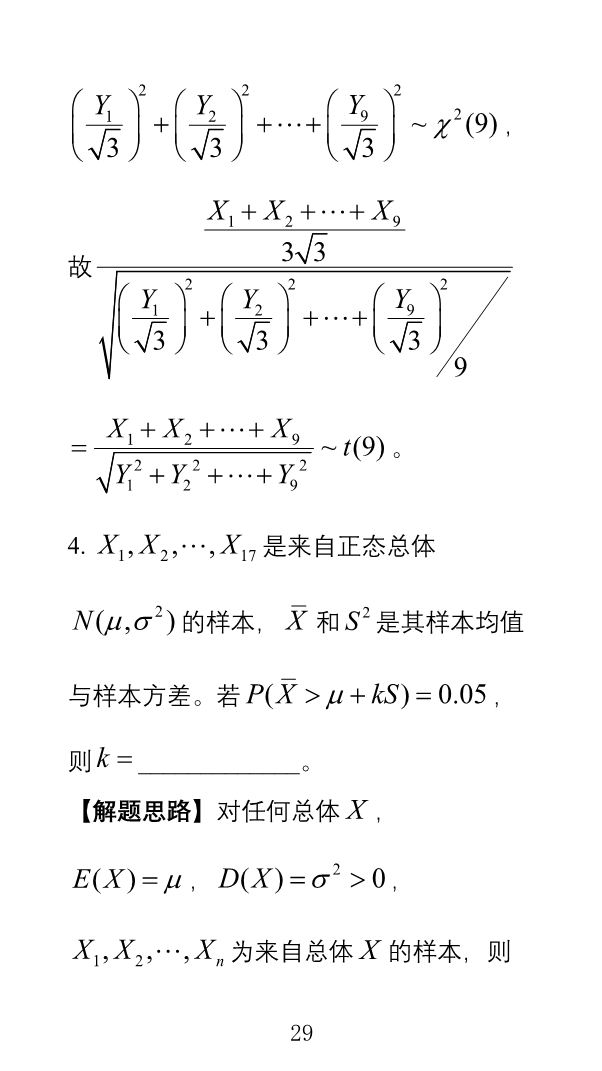 $\left(\frac{Y_1}{\sqrt{3}}\right)^2+\left(\frac{Y_2}{\sqrt{3}}\right)^2+\cdots+\left(\frac{Y_9}{\sqrt{3}}\right)^2\sim\chi^2(9)$，
故$\frac{\frac{X_1+X_2+\cdots+X_9}{3\sqrt{3}}}{\sqrt{\left.\left(\frac{Y_1}{\sqrt{3}}\right)^2+\left(\frac{Y_2}{\sqrt{3}}\right)^2+\cdots+\left(\frac{Y_9}{\sqrt{3}}\right)^2\right/9}}$
$=\frac{X_1+X_2+\cdots+X_9}{\sqrt{Y_1^2+Y_2^2+\cdots+Y_9^2}}\sim t(9)$。
4. $X_1,X_2,\cdots,X_{17}$是来自正态总体
$N(\mu,\sigma^2)$的样本，$\overline{X}$和$S^2$是其样本均值
与样本方差。若$P(\overline{X}>\mu+kS)=0.05$，
则$k=$_____________。
【解题思路】对任何总体$X$，
$E(X)=\mu$，$D(X)=\sigma^2>0$，
$X_1,X_2,\cdots,X_n$为来自总体$X$的样本，则
29